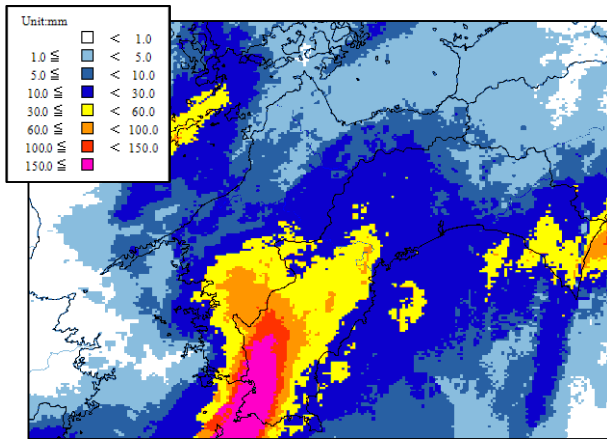 Unit:mm
< 1.0
1.0 ≦ < 5.0
5.0 ≦ < 10.0
10.0 ≦ < 30.0
30.0 ≦ < 60.0
60.0 ≦ < 100.0
100.0 ≦ < 150.0
150.0 ≦